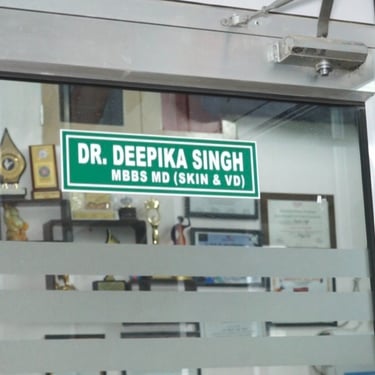 DR. DEEPIKA SINGH
MBBS MD (SKIN & VD)